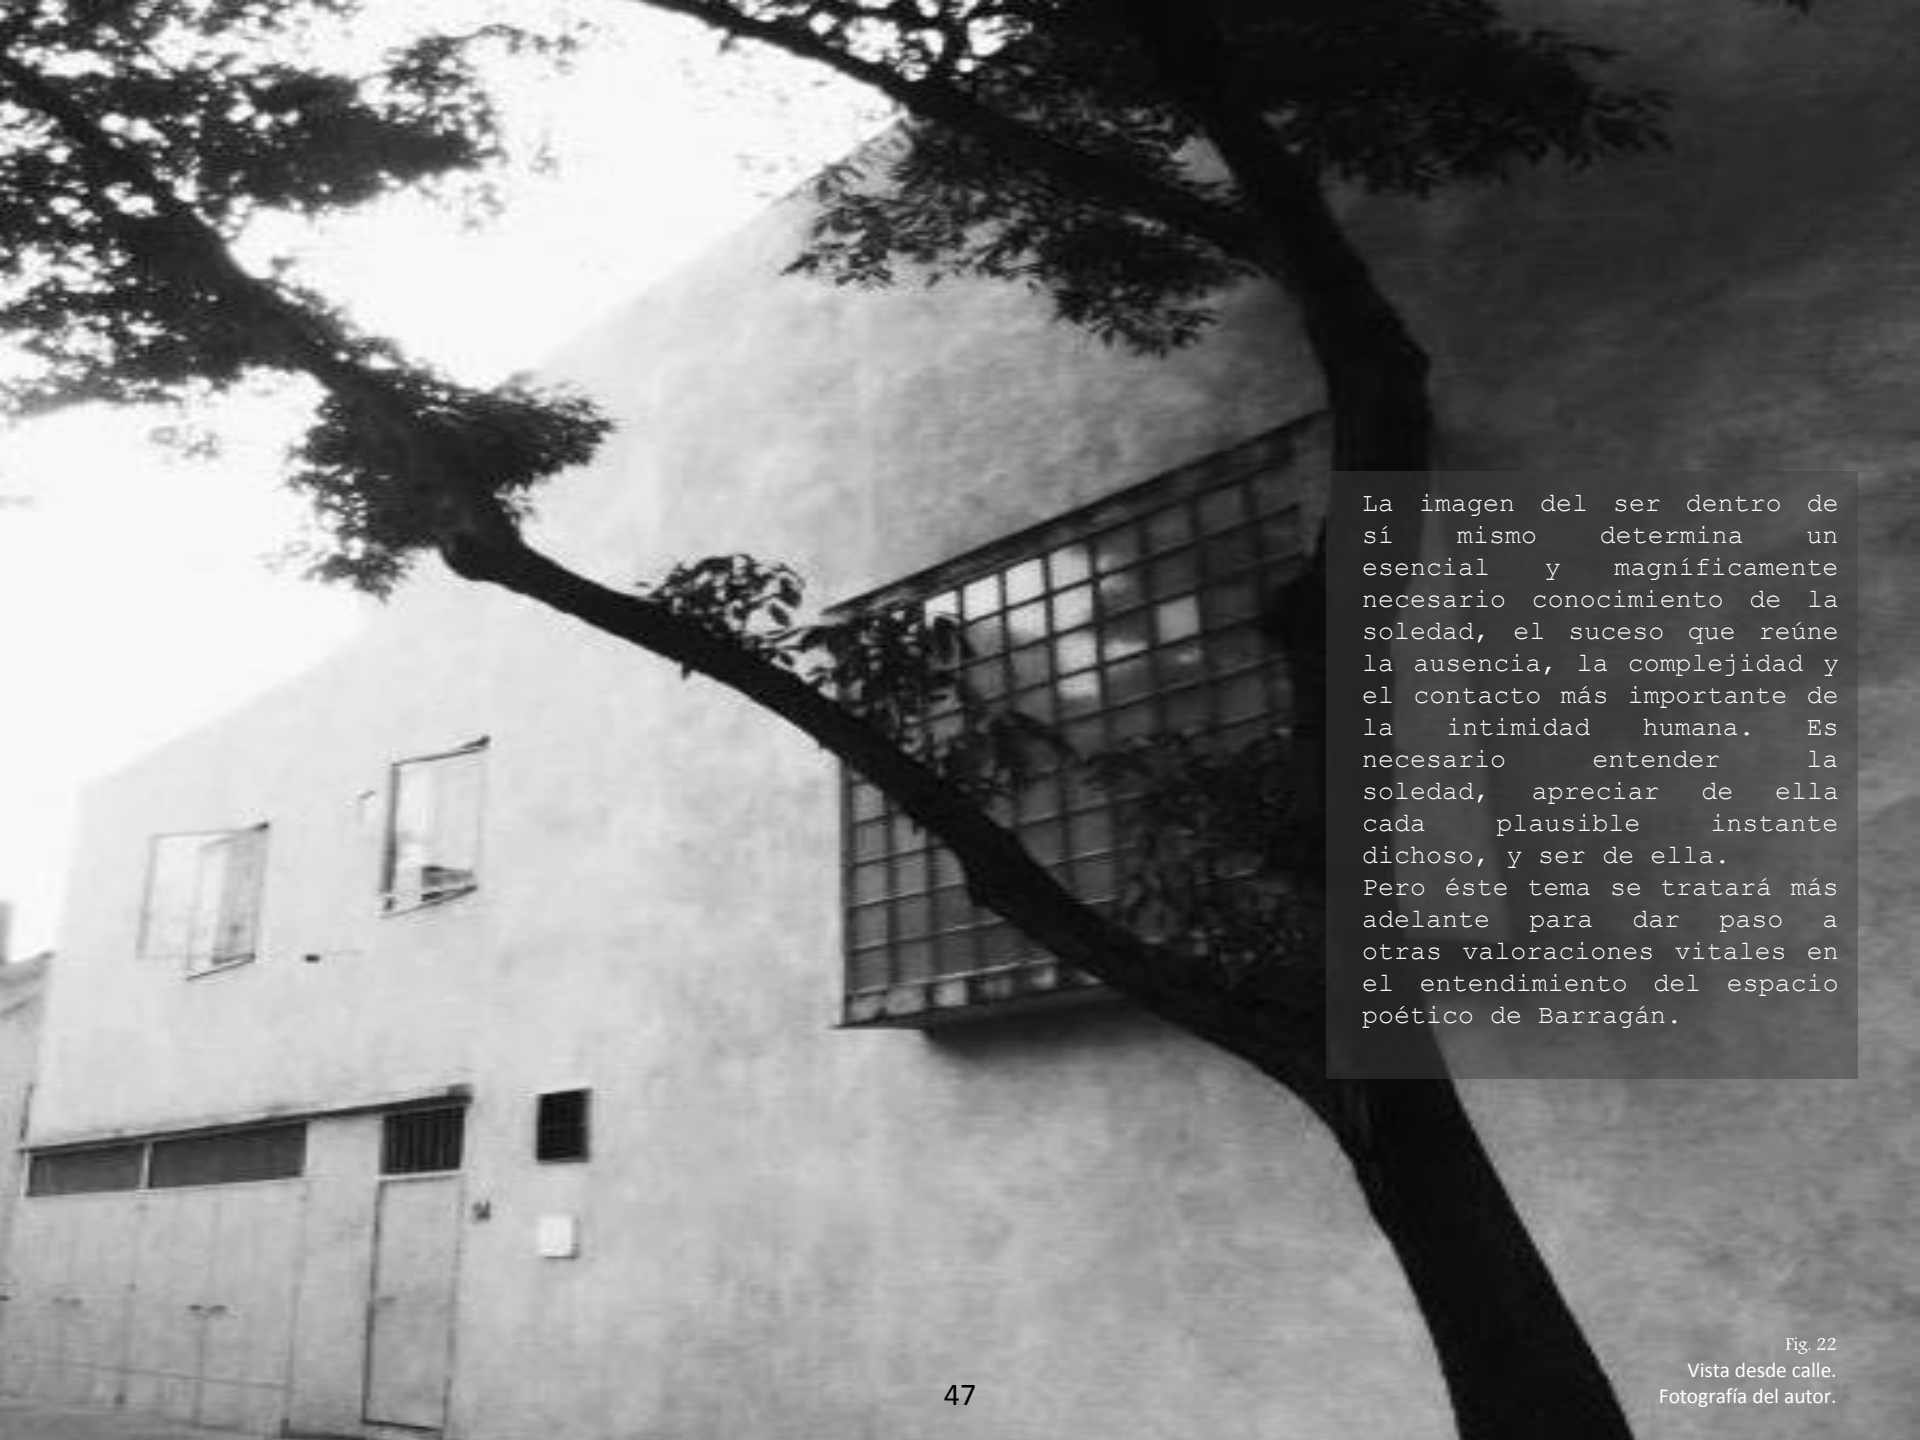 La imagen del ser dentro de
sí mismo determina un
esencial y magníficamente
necesario conocimiento de la
soledad, el suceso que reúne
la ausencia, la complejidad y
el contacto más importante de
la intimidad humana. Es
necesario entender la
soledad, apreciar de ella
cada plausible instante
dichoso, y ser de ella.
Pero éste tema se tratará más
adelante para dar paso a
otras valoraciones vitales en
el entendimiento del espacio
poético de Barragán.
Fig. 22
Vista desde calle.
Fotografía del autor.
47